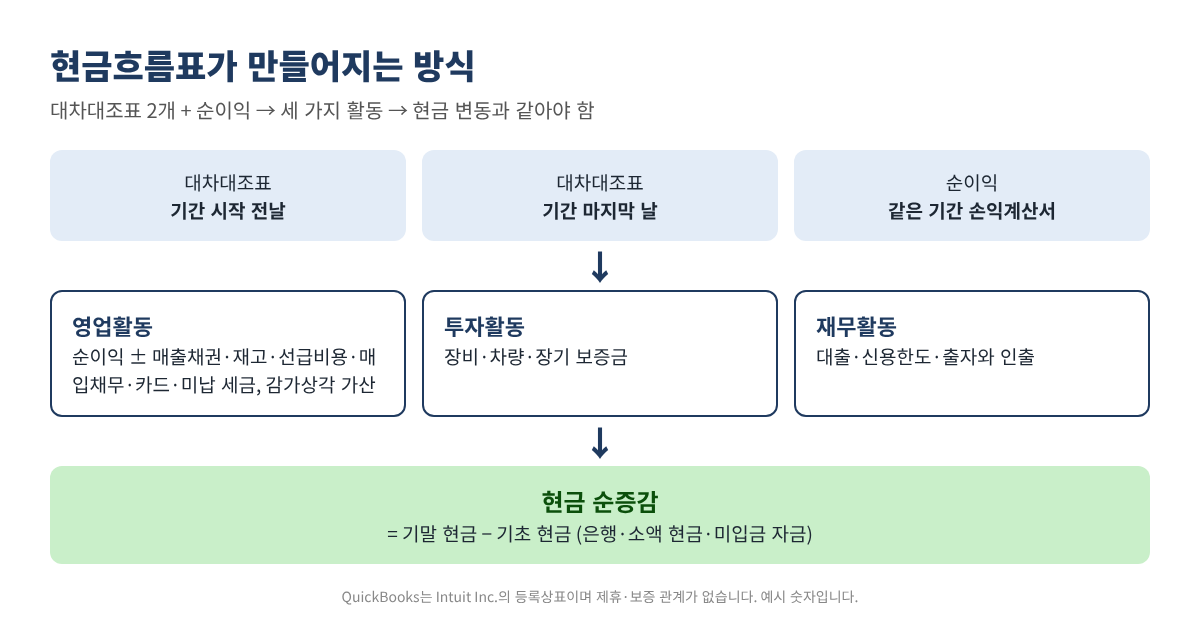 현금흐름표가 만들어지는 방식
대차대조표 2개 + 순이익 → 세 가지 활동 → 현금 변동과 같아야 함
대차대조표
기간 시작 전날
대차대조표
기간 마지막 날
순이익
같은 기간 손익계산서
↓
영업활동
순이익 ± 매출채권·재고·선급비용·매
입채무·카드·미납 세금, 감가상각 가산
투자활동
장비·차량·장기 보증금
재무활동
대출·신용한도·출자와 인출
↓
현금 순증감
= 기말 현금 − 기초 현금 (은행·소액 현금·미입금 자금)
QuickBooks는 Intuit Inc.의 등록상표이며 제휴·보증 관계가 없습니다. 예시 숫자입니다.